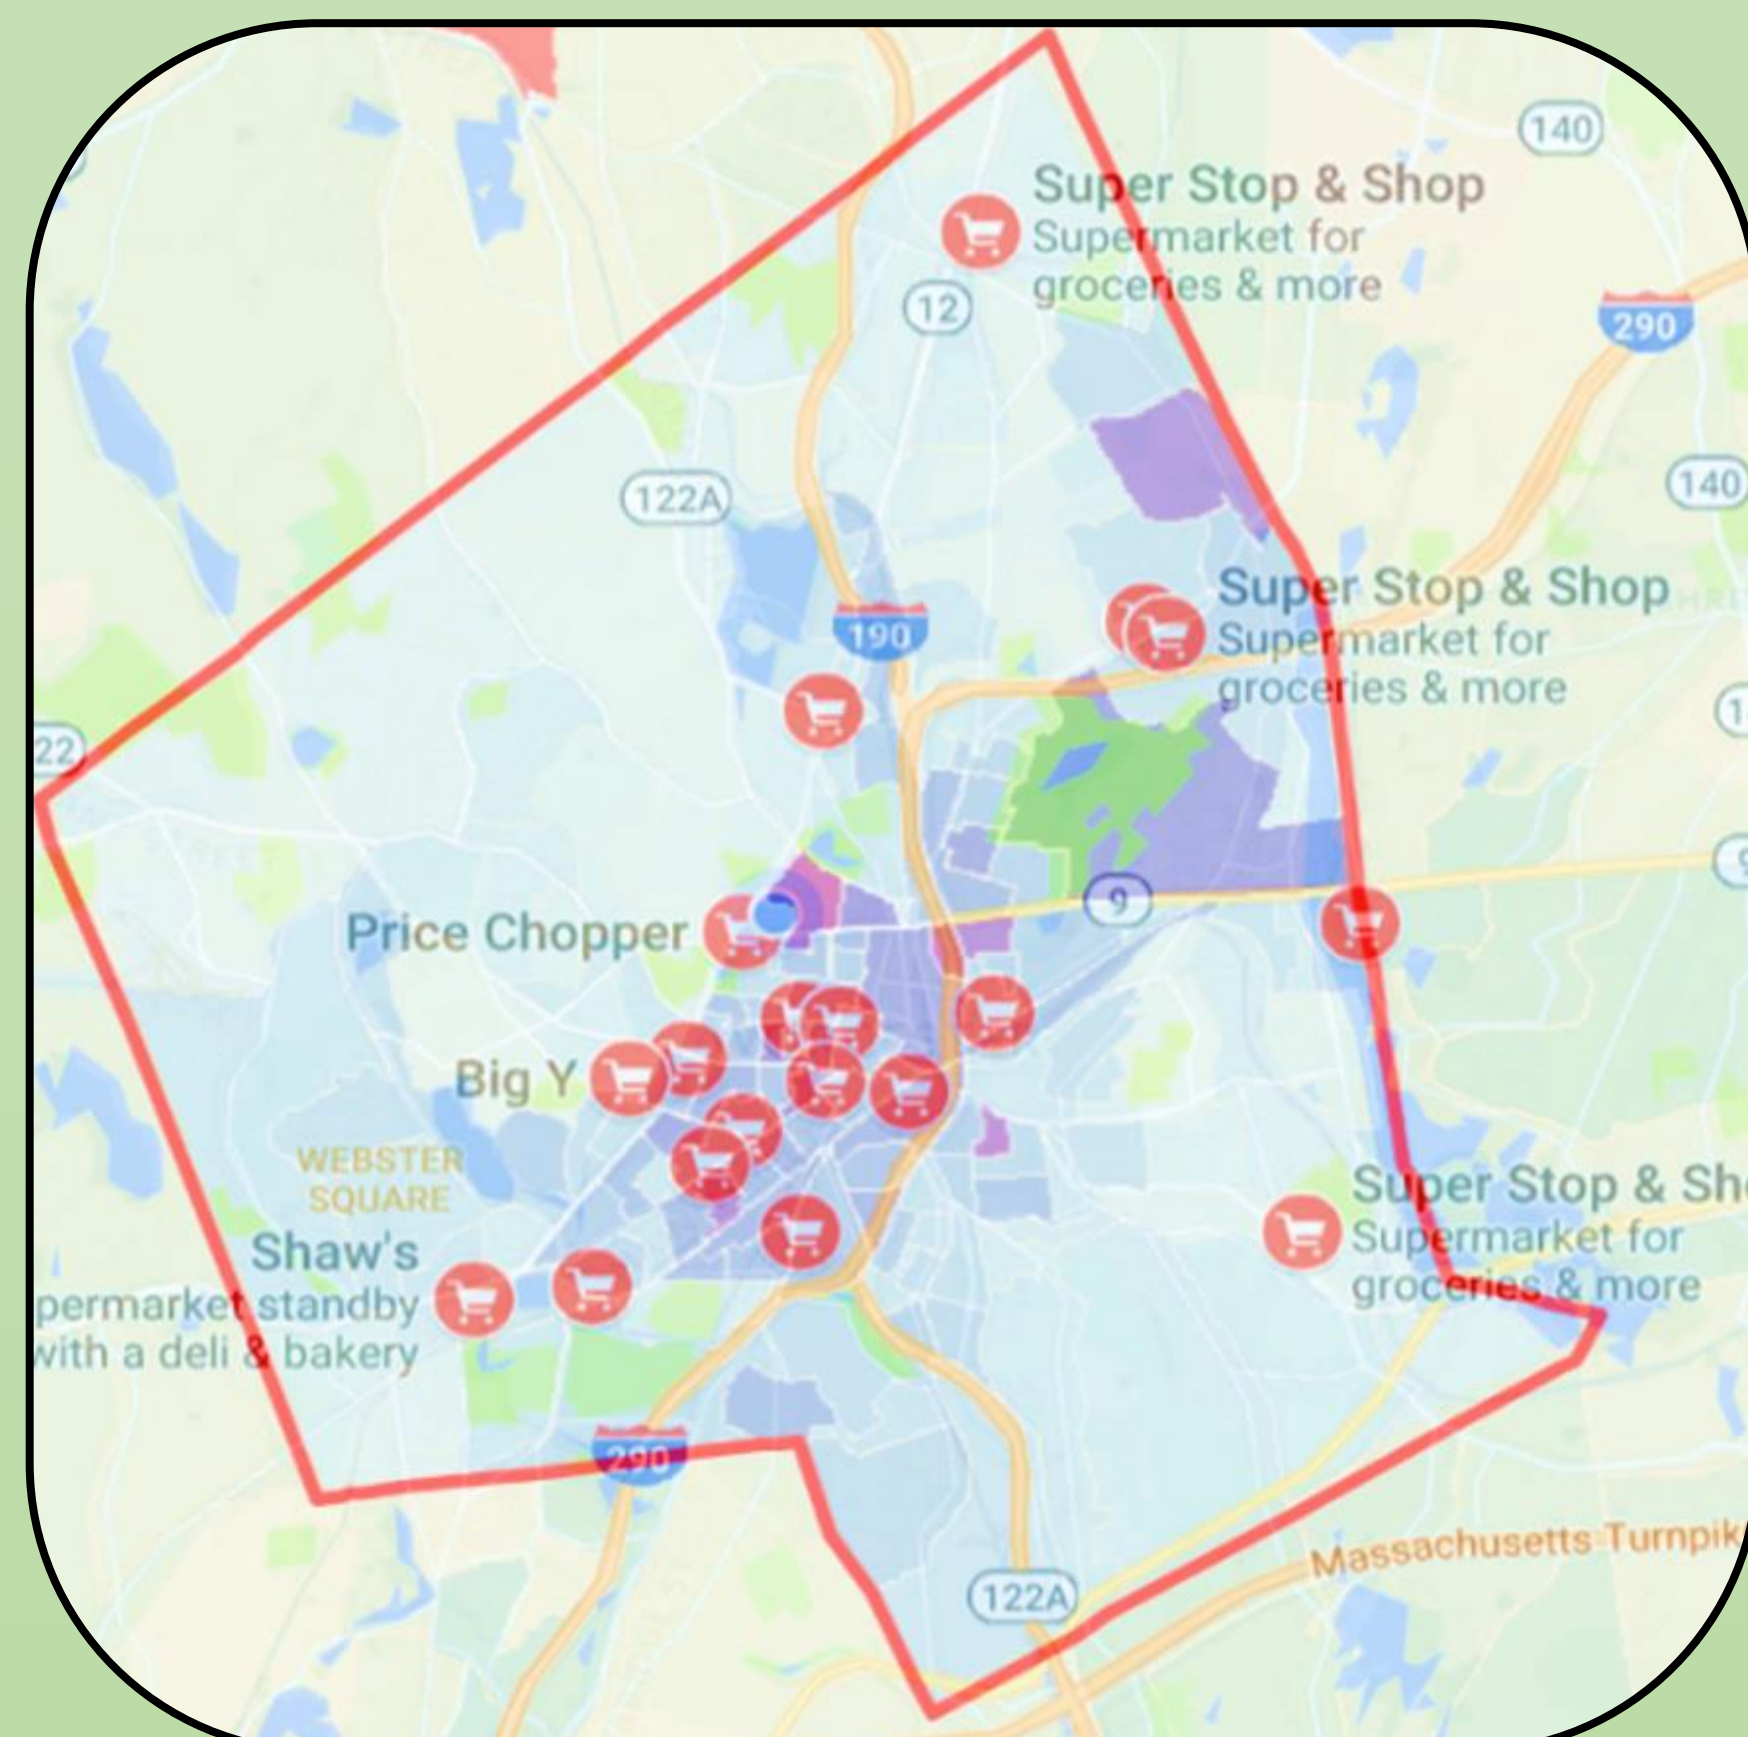 140
Super Stop & Shop
Supermarket for
groceries & more
12
290
122A
140
Super Stop & Shop
Supermarket for
groceries & more
190
22
9
Price Chopper
Big Y
WEBSTER
SQUARE
Super Stop & Sh
Supermarket for
groceries & more
Shaw's
permarket standby
with a deli & bakery
290
Massachusetts Turnpik
122A